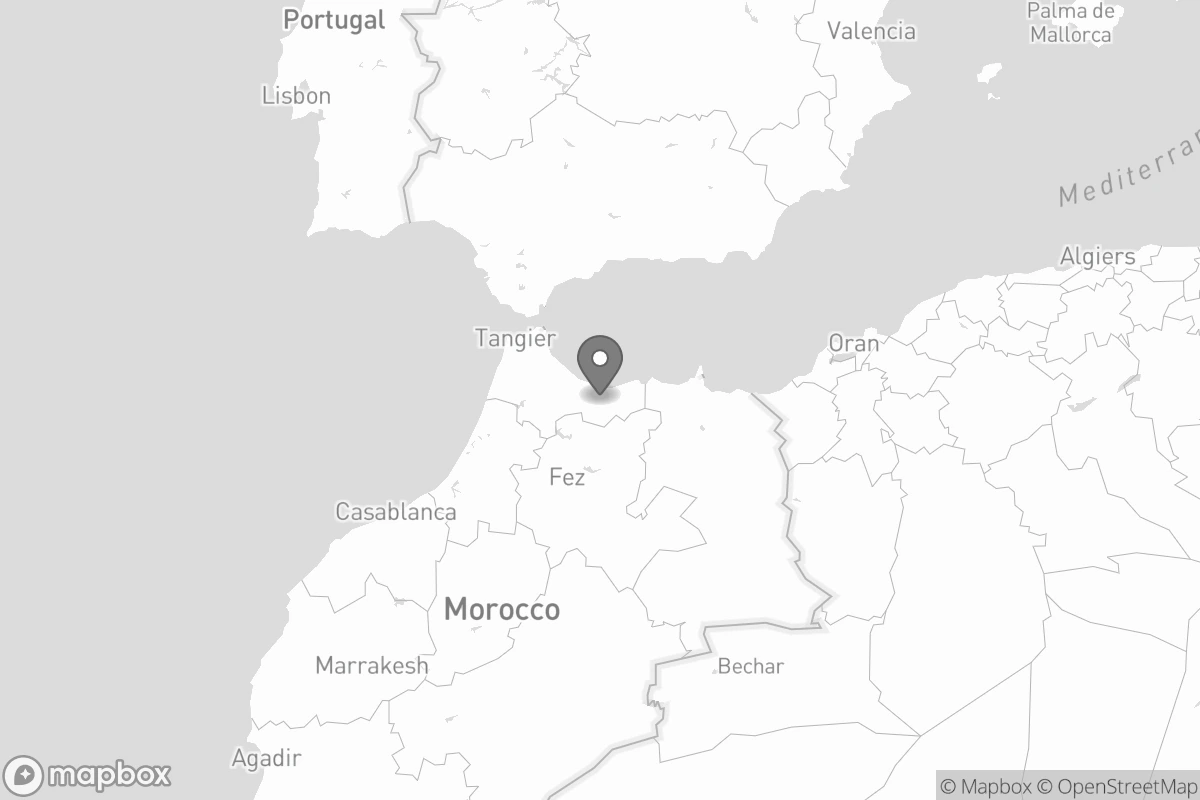 Portugal
Palma de
Mallorca
Valencia
Lisbon
Mediterran
Algiers
Tangier
Oran
Fez
Casablanca
Morocco
Marrakesh
Bechar
Agadir
mapbox
© Mapbox © OpenStreetMap